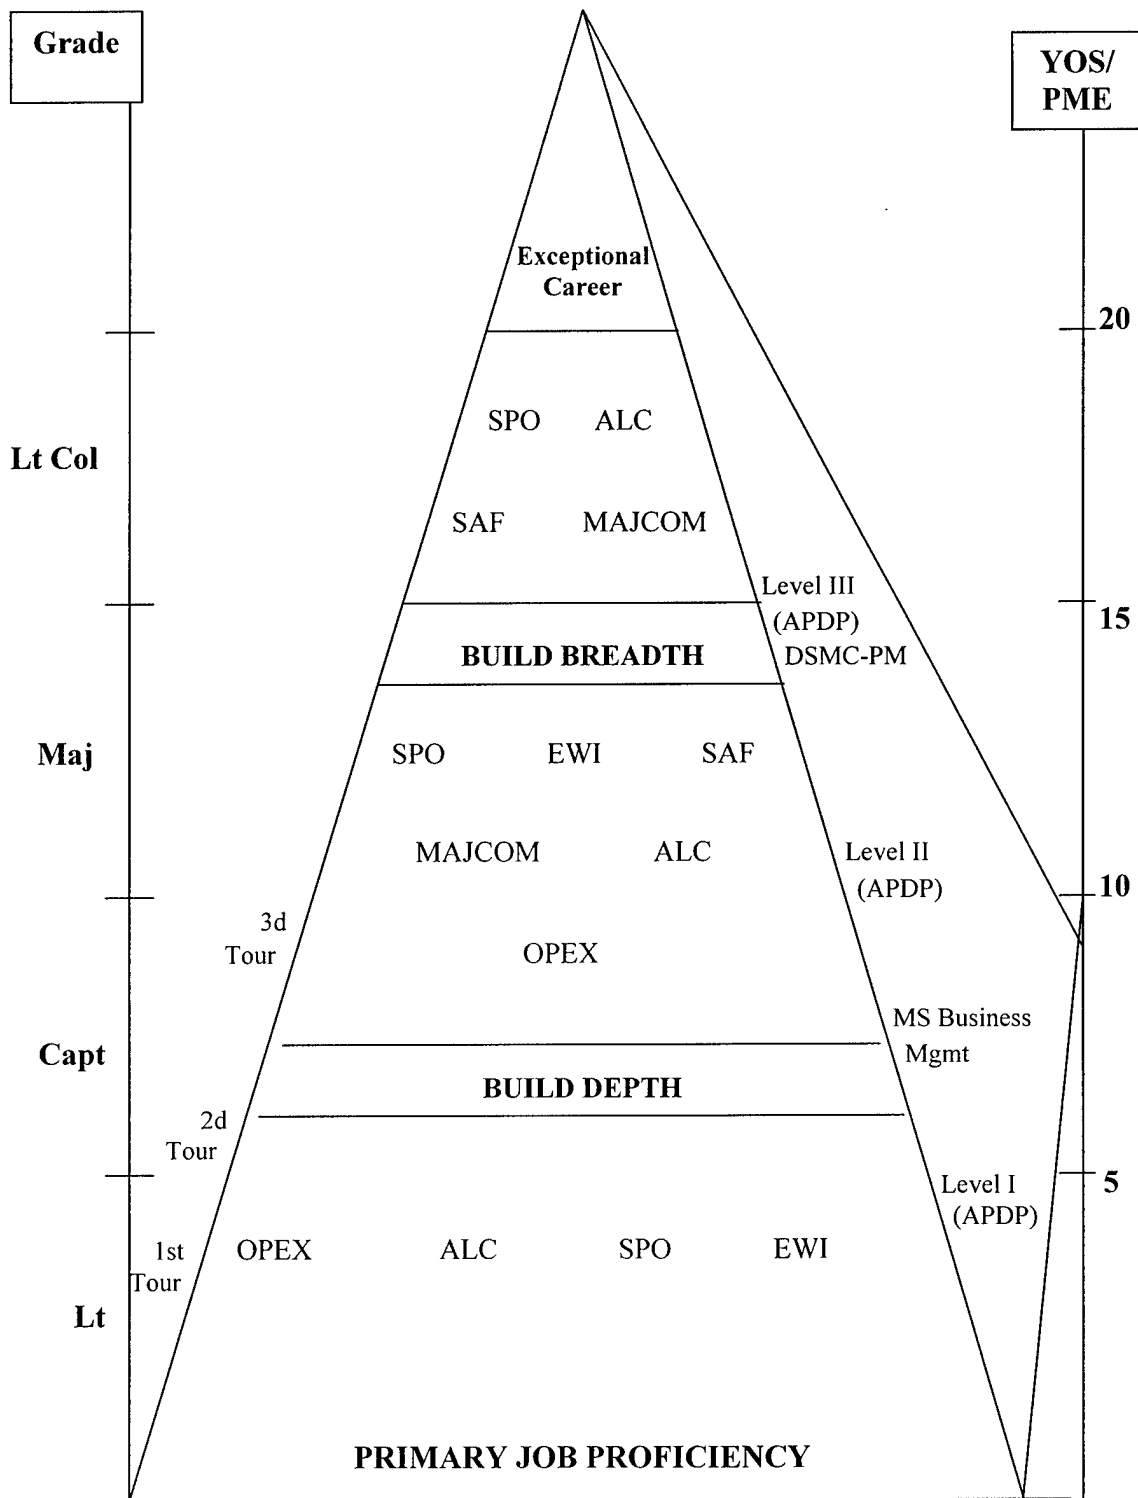 Grade
YOS/
PME
Exceptional
Career
20
SPO ALC
Lt Col
SAF MAJCOM
Level III
(APDP)
15
BUILD BREADTH DSMC-PM
Maj
SPO EWI SAF
MAJCOM ALC
Level II
(APDP)
10
3d
Tour
OPEX
MS Business
Mgmt
Capt
BUILD DEPTH
2d
Tour
Level I
(APDP)
5
1st
Tour
OPEX ALC SPO EWI
Lt
PRIMARY JOB PROFICIENCY